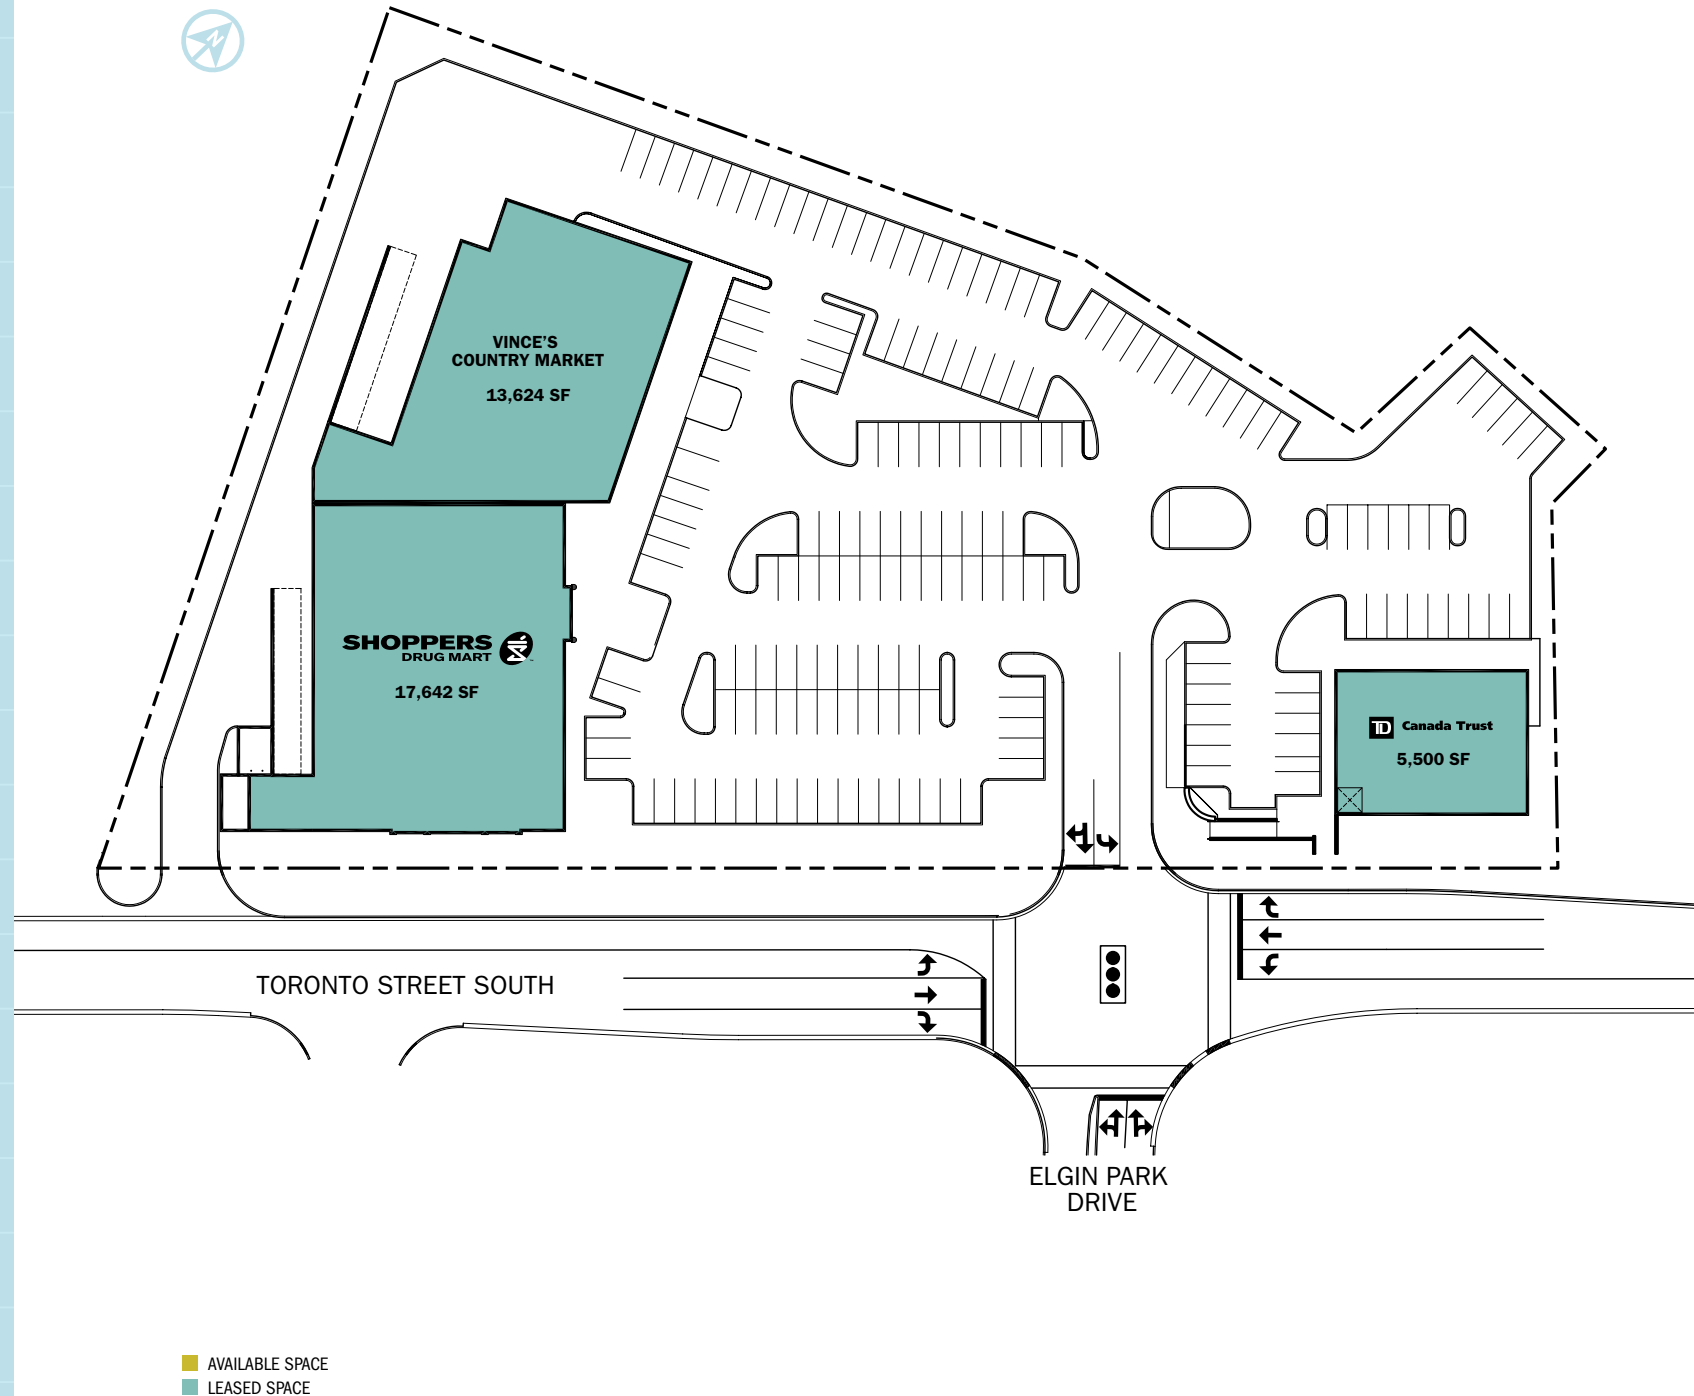 N
VINCE'S
COUNTRY MARKET
13,624 SF
SHOPPERS
DRUG MART
17,642 SF
TD Canada Trust
5,500 SF
TORONTO STREET SOUTH
ELGIN PARK
DRIVE
AVAILABLE SPACE
LEASED SPACE